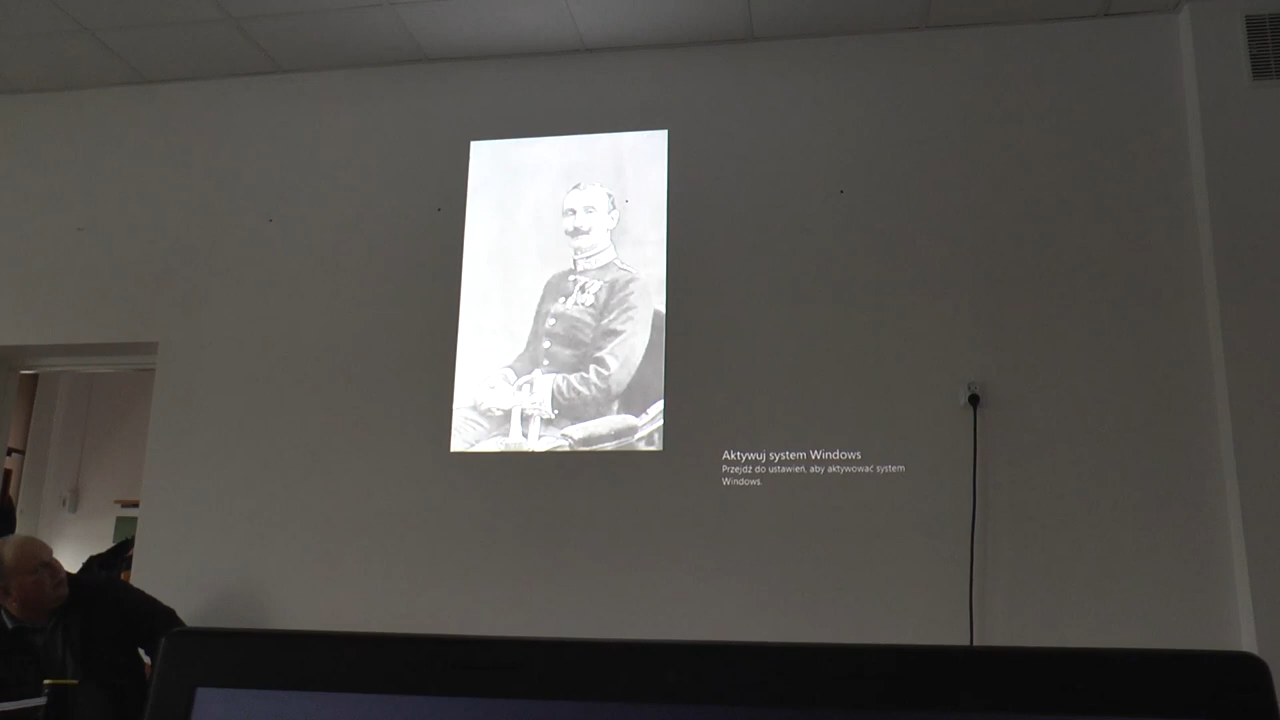 Aktywuj system Windows
Przejdź do ustawień, aby aktywować system
Windows.